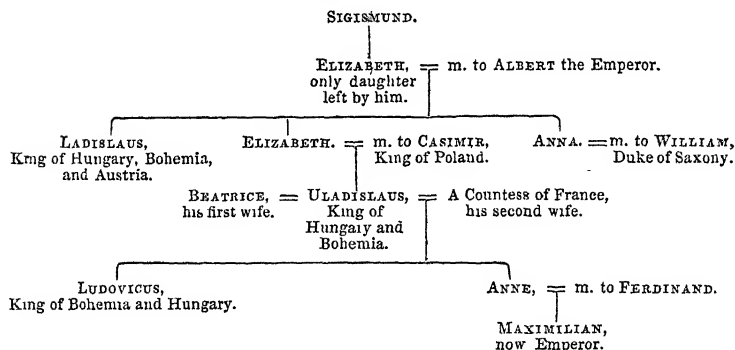 SIGISMUND.
ELIZABETH, = m. to ALBERT the Emperor.
only daughter
left by him.
LADISLAUS, ELIZABETH. = m. to CASIMIR, ANNA. = m. to WILLIAM,
King of Hungary, Bohemia, King of Poland. Duke of Saxony.
and Austria.
BEATRICE, = ULADISLAUS, = A Countess of France,
his first wife. King of his second wife.
Hungary and
Bohemia.
LUDOVICUS, ANNE, = m. to FERDINAND.
King of Bohemia and Hungary.
MAXIMILIAN,
now Emperor.